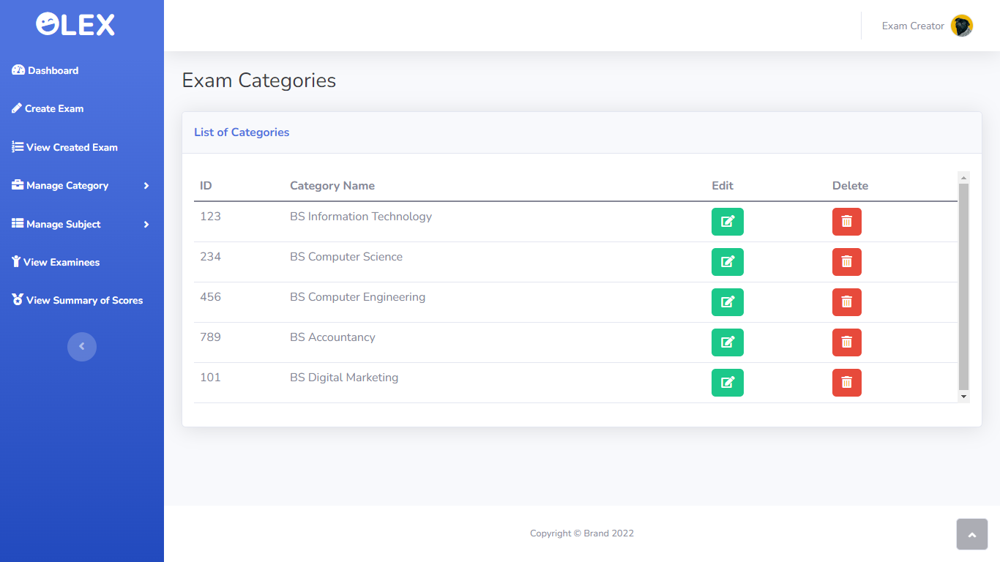 OLEX
Exam Creator
Dashboard
Create Exam
View Created Exam
Manage Category
Manage Subject
View Examinees
View Summary of Scores
Exam Categories
List of Categories
ID Category Name Edit Delete
123 BS Information Technology
234 BS Computer Science
456 BS Computer Engineering
789 BS Accountancy
101 BS Digital Marketing
Copyright © Brand 2022